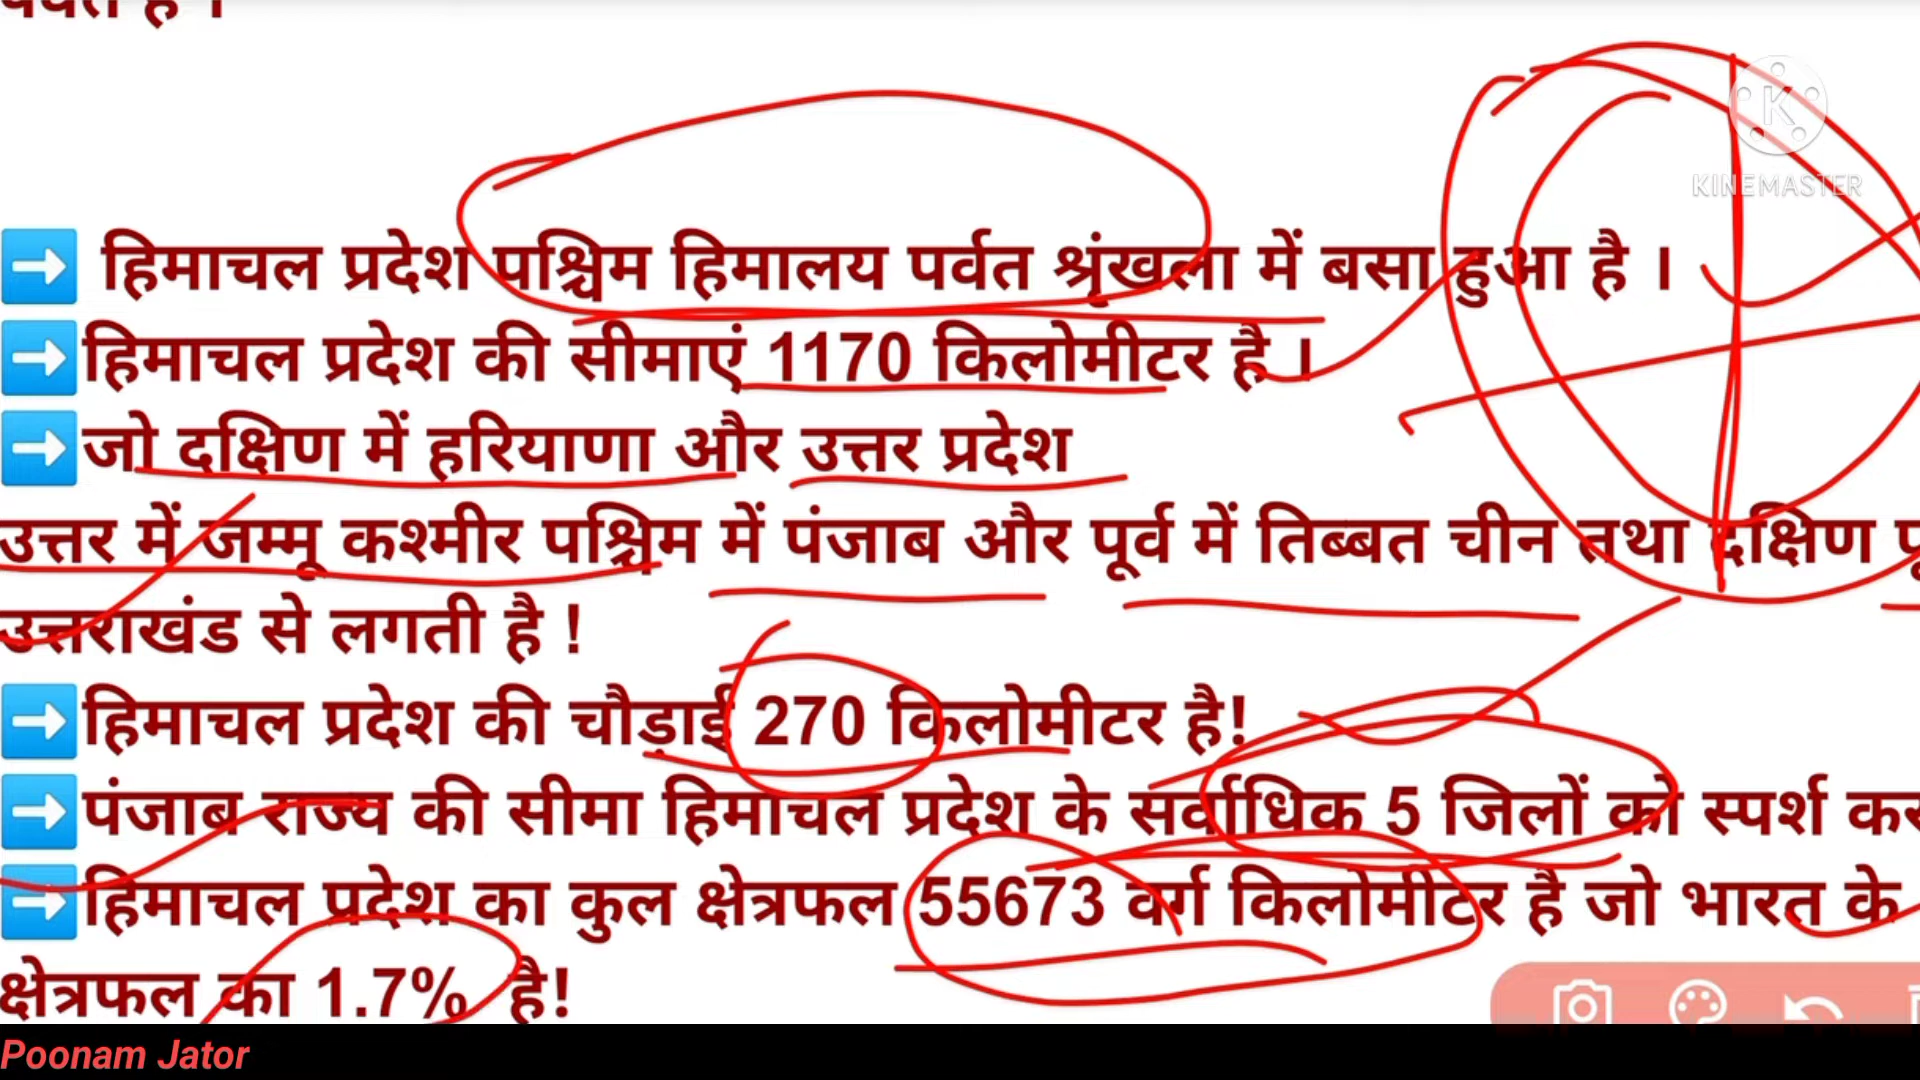 KINEMASTER
हिमाचल प्रदेश पश्चिम हिमालय पर्वत श्रृंखला में बसा हुआ है ।
हिमाचल प्रदेश की सीमाएं 1170 किलोमीटर है ।
जो दक्षिण में हरियाणा और उत्तर प्रदेश
उत्तर में जम्मू कश्मीर पश्चिम में पंजाब और पूर्व में तिब्बत चीन तथा दक्षिण
उत्तराखंड से लगती है !
हिमाचल प्रदेश की चौड़ाई 270 किलोमीटर है!
पंजाब राज्य की सीमा हिमाचल प्रदेश के सर्वाधिक 5 जिलों को स्पर्श
हिमाचल प्रदेश का कुल क्षेत्रफल 55673 वर्ग किलोमीटर है जो भारत के
क्षेत्रफल का 1.7% है!
Poonam Jator